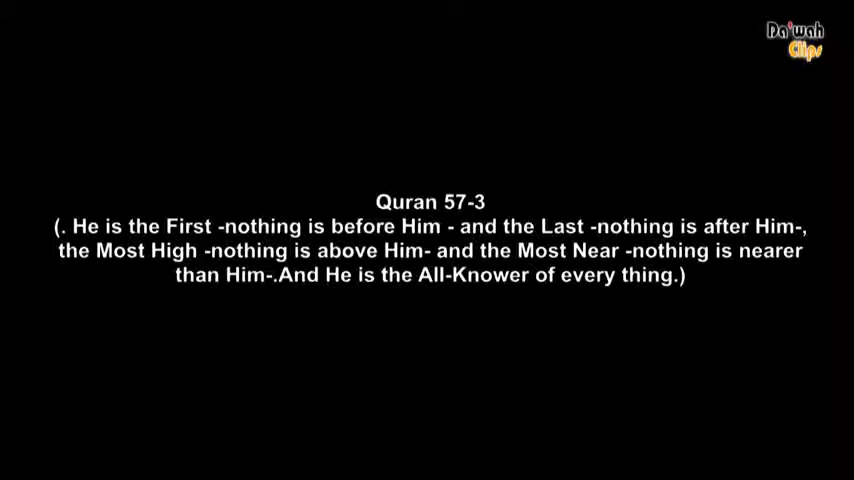 Da'wah
Clips
Quran 57-3
(. He is the First -nothing is before Him - and the Last -nothing is after Him-,
the Most High -nothing is above Him- and the Most Near -nothing is nearer
than Him-.And He is the All-Knower of every thing.)